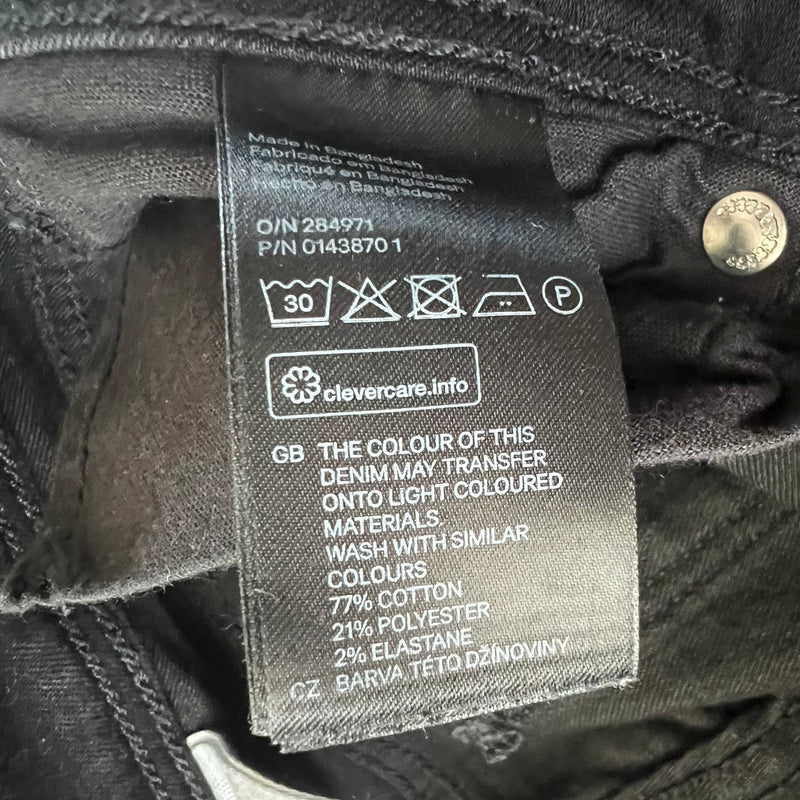 Made in Bangladesh
Fabricado em Bangladesh
Fabriqué en Bangladesh
Hecho en Bangladesh
O/N 284971
P/N 01438701
30
P
clevercare.info
GB THE COLOUR OF THIS
DENIM MAY TRANSFER
ONTO LIGHT COLOURED
MATERIALS.
WASH WITH SIMILAR
COLOURS
77% COTTON
21% POLYESTER
2% ELASTANE
CZ BARVA TÉTO DŽÍNOVINY